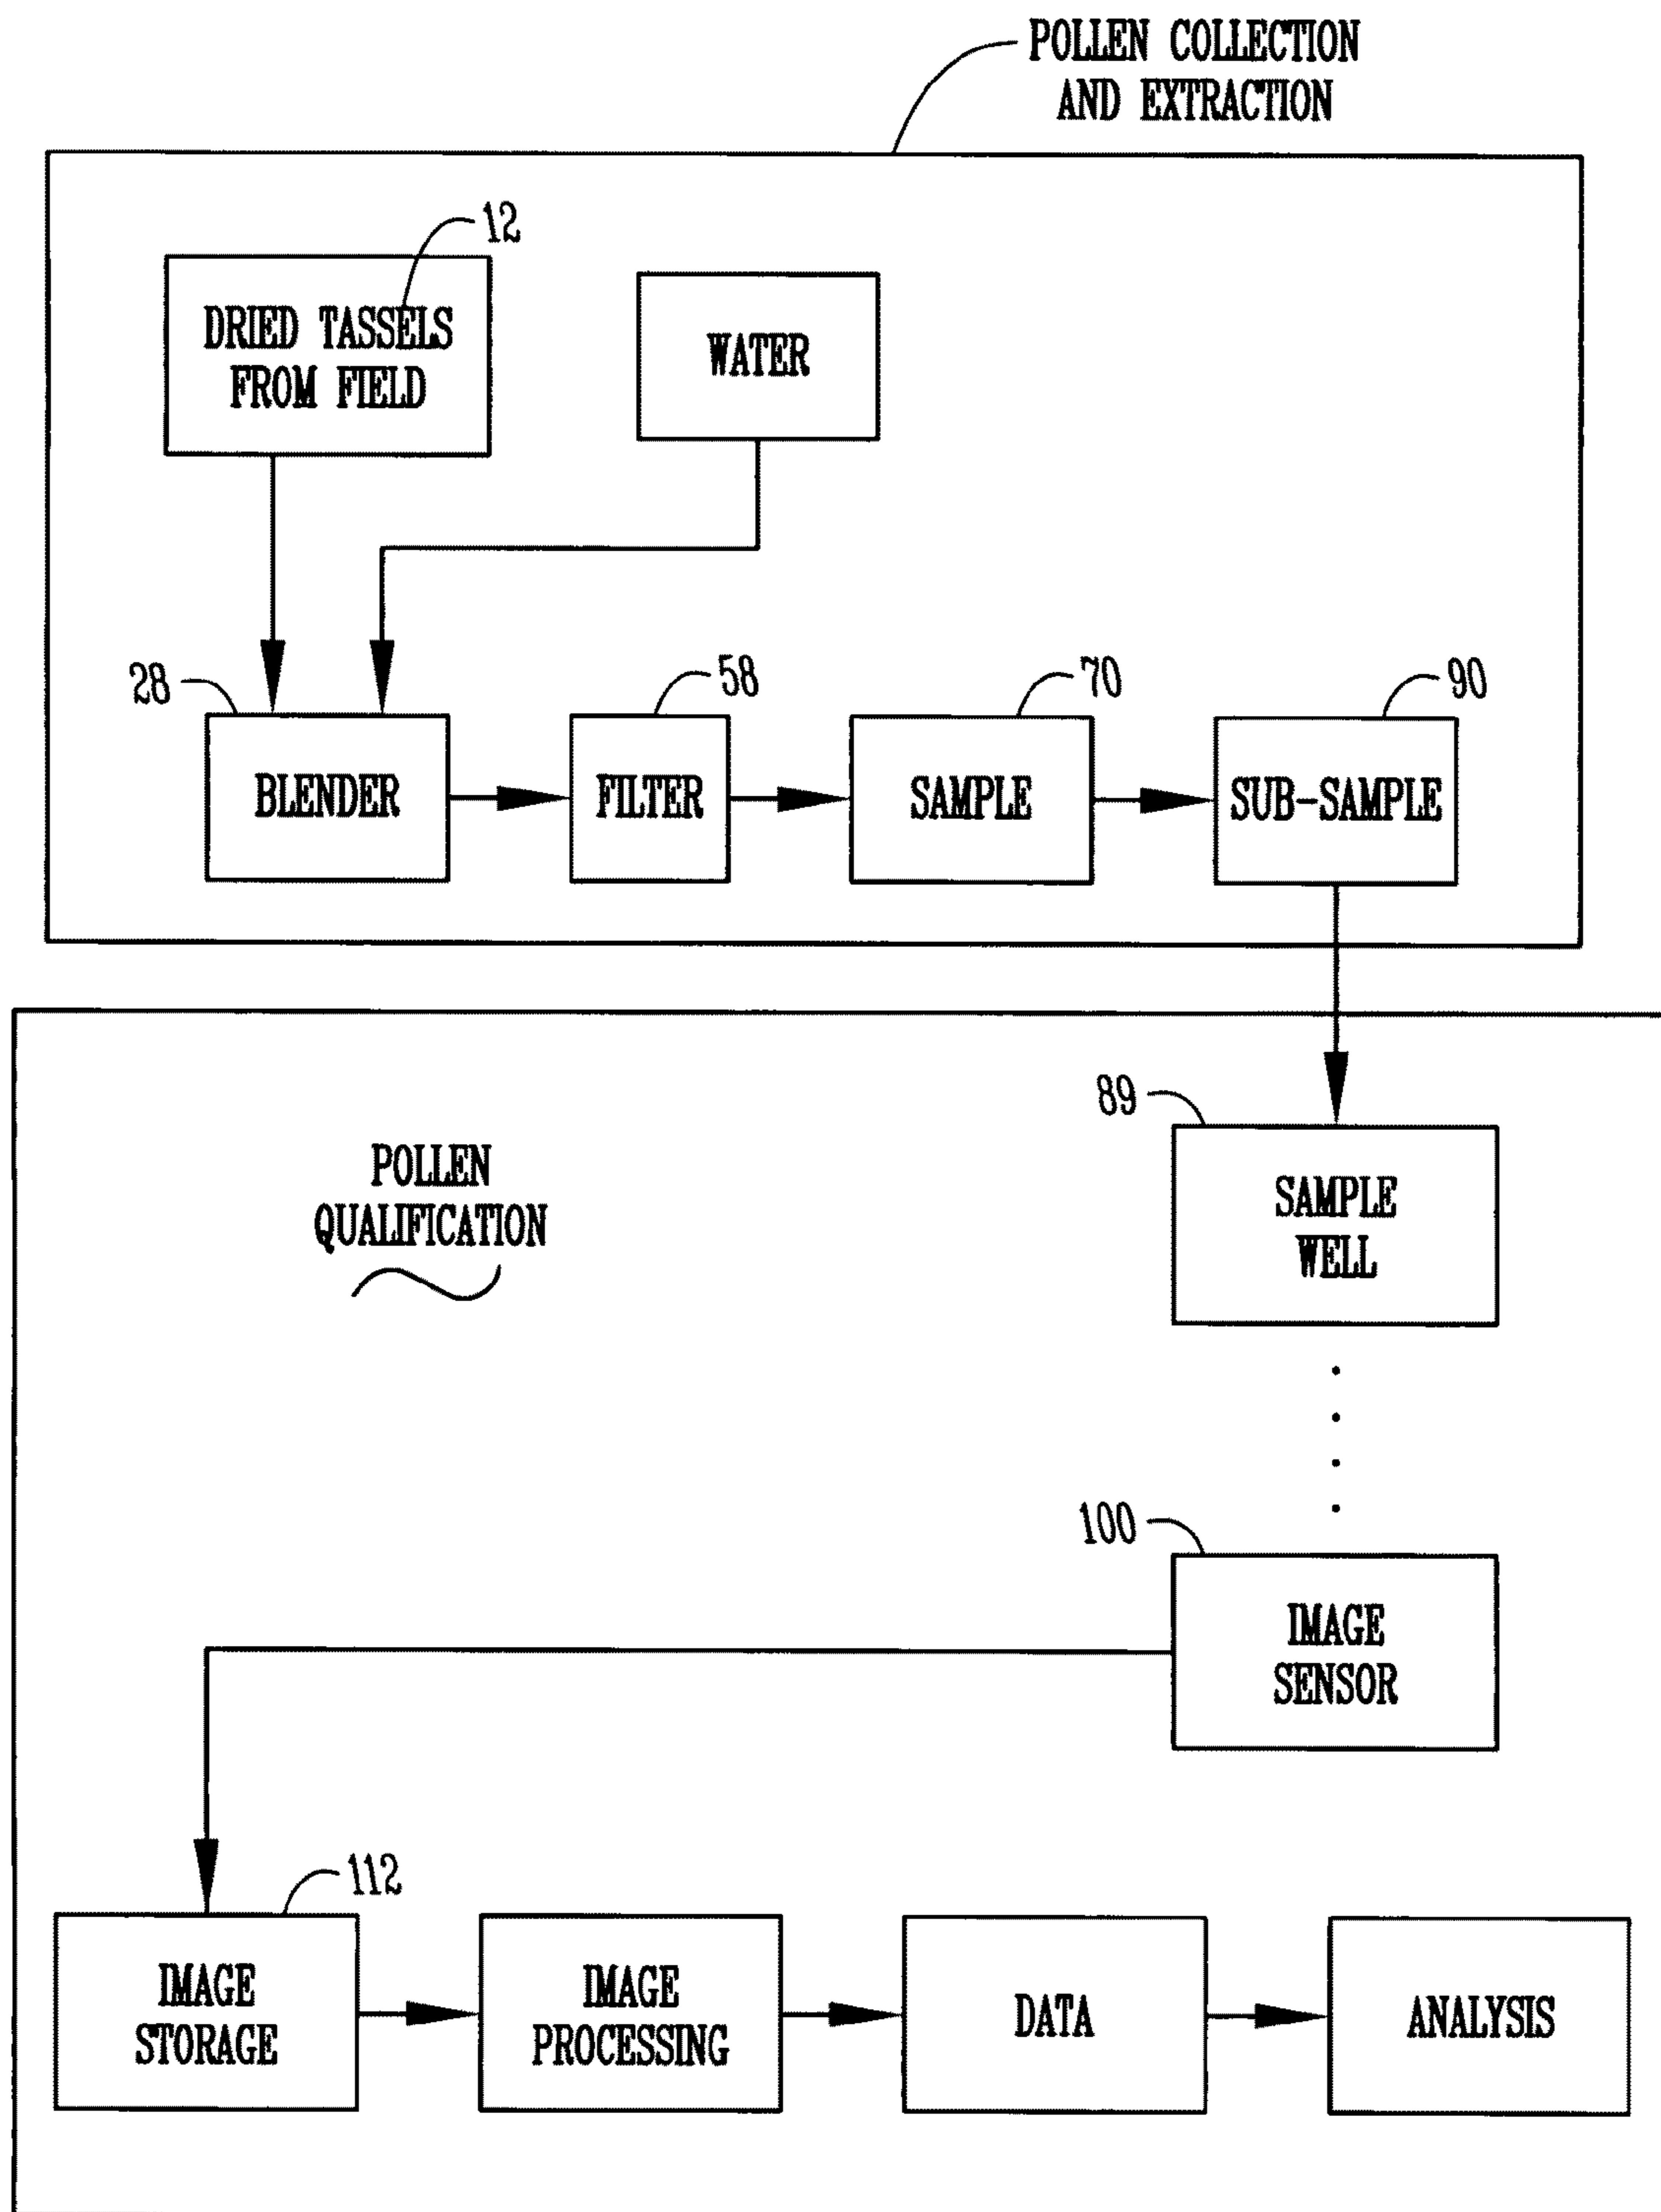 POLLEN COLLECTION
AND EXTRACTION
12
DRIED TASSELS
FROM FIELD
WATER
28
58
70
90
BLENDER
FILTER
SAMPLE
SUB-SAMPLE
89
POLLEN
QUALIFICATION
SAMPLE
WELL
100
IMAGE
SENSOR
112
IMAGE
STORAGE
IMAGE
PROCESSING
DATA
ANALYSIS